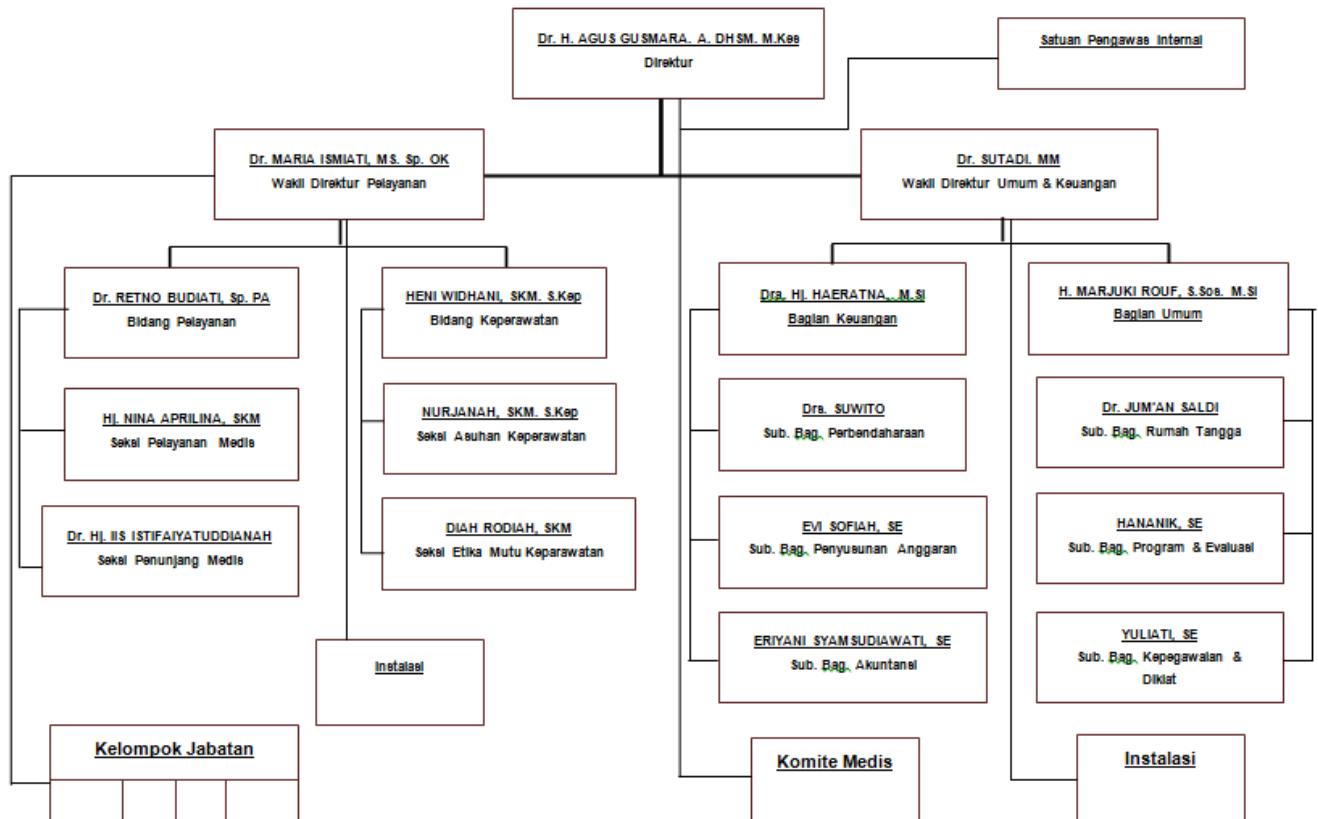 Dr. H. AGUS GUSMARA. A. DHSM. M.Kes
Direktur
Satuan Pengawas Internal
Dr. MARIA ISMIATI, MS. Sp. OK
Wakil Direktur Pelayanan
Dr. SUTADI. MM
Wakil Direktur Umum & Keuangan
Dr. RETNO BUDIATI, Sp. PA
Bidang Pelayanan
HENI WIDHANI, SKM. S.Kep
Bidang Keperawatan
Dra. Hj. HAERATNA,. M.Si
Bagian Keuangan
H. MARJUKI ROUF, S.Sos. M.Si
Bagian Umum
Hj. NINA APRILINA, SKM
Seksi Pelayanan Medis
NURJANAH, SKM. S.Kep
Seksi Asuhan Keperawatan
Drs. SUWITO
Sub. Bag. Perbendaharaan
Dr. JUM'AN SALDI
Sub. Bag. Rumah Tangga
Dr. Hj. IIS ISTIFAIYATUDDIANAH
Seksi Penunjang Medis
DIAH RODIAH, SKM
Seksi Etika Mutu Keparawatan
EVI SOFIAH, SE
Sub. Bag. Penyusunan Anggaran
HANANIK, SE
Sub. Bag. Program & Evaluasi
Instalasi
ERIYANI SYAMSUDIAWATI, SE
Sub. Bag. Akuntansi
YULIATI, SE
Sub. Bag. Kepegawaian &
Diklat
Kelompok Jabatan
Komite Medis
Instalasi